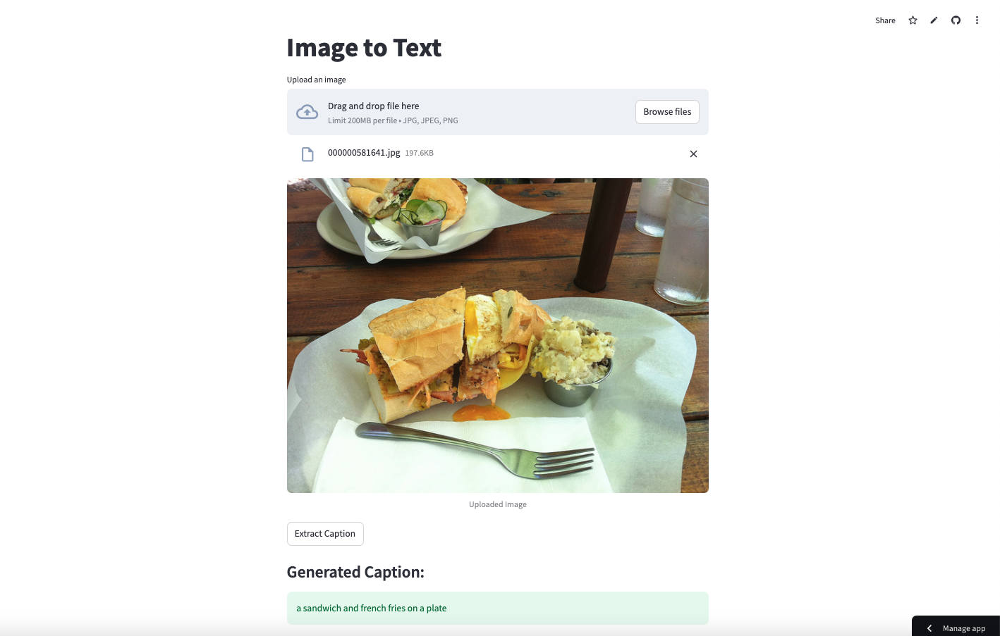 Share
Image to Text
Upload an image
Drag and drop file here
Limit 200MB per file • JPG, JPEG, PNG
Browse files
000000581641.jpg 197.6KB
Uploaded Image
Extract Caption
Generated Caption:
a sandwich and french fries on a plate
Manage app